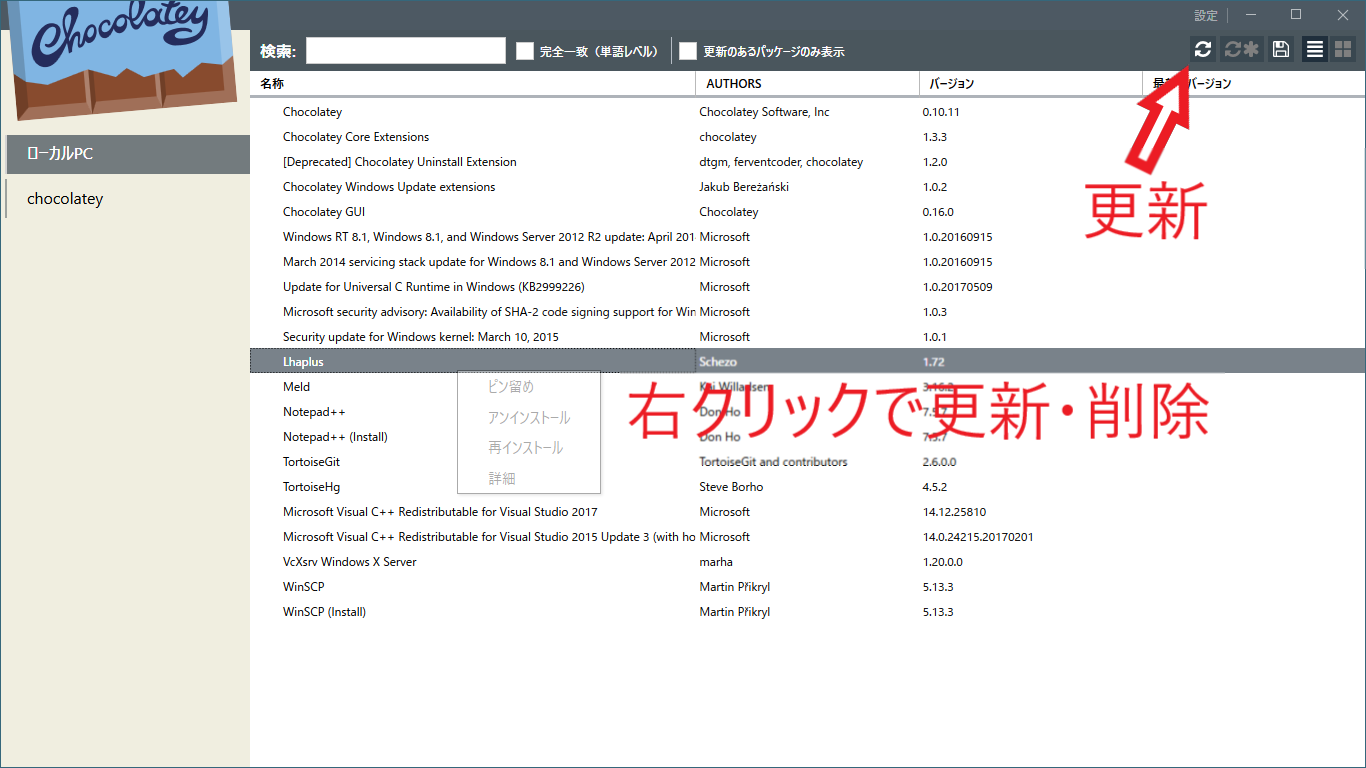 Chocolatey
設定
検索:
完全一致（単語レベル）
更新のあるパッケージのみ表示
名称 AUTHORS バージョン 最 バージョン
ローカルPC
chocolatey
Chocolatey Chocolatey Software, Inc 0.10.11
Chocolatey Core Extensions chocolatey 1.3.3
[Deprecated] Chocolatey Uninstall Extension dtgm, ferventcoder, chocolatey 1.2.0
Chocolatey Windows Update extensions Jakub Bereżański 1.0.2
Chocolatey GUI Chocolatey 0.16.0
Windows RT 8.1, Windows 8.1, and Windows Server 2012 R2 update: April 201 Microsoft 1.0.20160915
March 2014 servicing stack update for Windows 8.1 and Windows Server 2012 Microsoft 1.0.20160915
Update for Universal C Runtime in Windows (KB2999226) Microsoft 1.0.20170509
Microsoft security advisory: Availability of SHA-2 code signing support for Win Microsoft 1.0.3
Security update for Windows kernel: March 10, 2015 Microsoft 1.0.1
Lhaplus Schezo 1.72
Meld Kai Willadsen 3.16.2
Notepad++ Don Ho 7.5.7
Notepad++ (Install) Don Ho 7.5.7
TortoiseGit TortoiseGit and contributors 2.6.0.0
TortoiseHg Steve Borho 4.5.2
Microsoft Visual C++ Redistributable for Visual Studio 2017 Microsoft 14.12.25810
Microsoft Visual C++ Redistributable for Visual Studio 2015 Update 3 (with ho Microsoft 14.0.24215.20170201
VcXsrv Windows X Server marha 1.20.0.0
WinSCP Martin Přikryl 5.13.3
WinSCP (Install) Martin Přikryl 5.13.3
ピン留め
アンインストール
再インストール
詳細
更新
右クリックで更新・削除